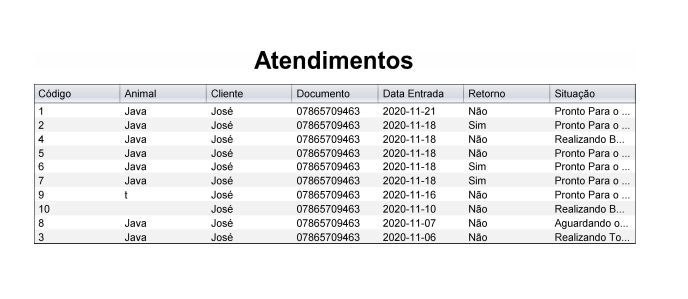 Atendimentos
Código Animal Cliente Documento Data Entrada Retorno Situação
1 Java José 07865709463 2020-11-21 Não Pronto Para o ...
2 Java José 07865709463 2020-11-18 Sim Pronto Para o ...
4 Java José 07865709463 2020-11-18 Não Realizando B...
5 Java José 07865709463 2020-11-18 Não Pronto Para o ...
6 Java José 07865709463 2020-11-18 Sim Pronto Para o ...
7 Java José 07865709463 2020-11-18 Sim Pronto Para o ...
9 t José 07865709463 2020-11-16 Não Pronto Para o ...
10 José 07865709463 2020-11-10 Não Realizando B...
8 Java José 07865709463 2020-11-07 Não Aguardando o...
3 Java José 07865709463 2020-11-06 Não Realizando To...